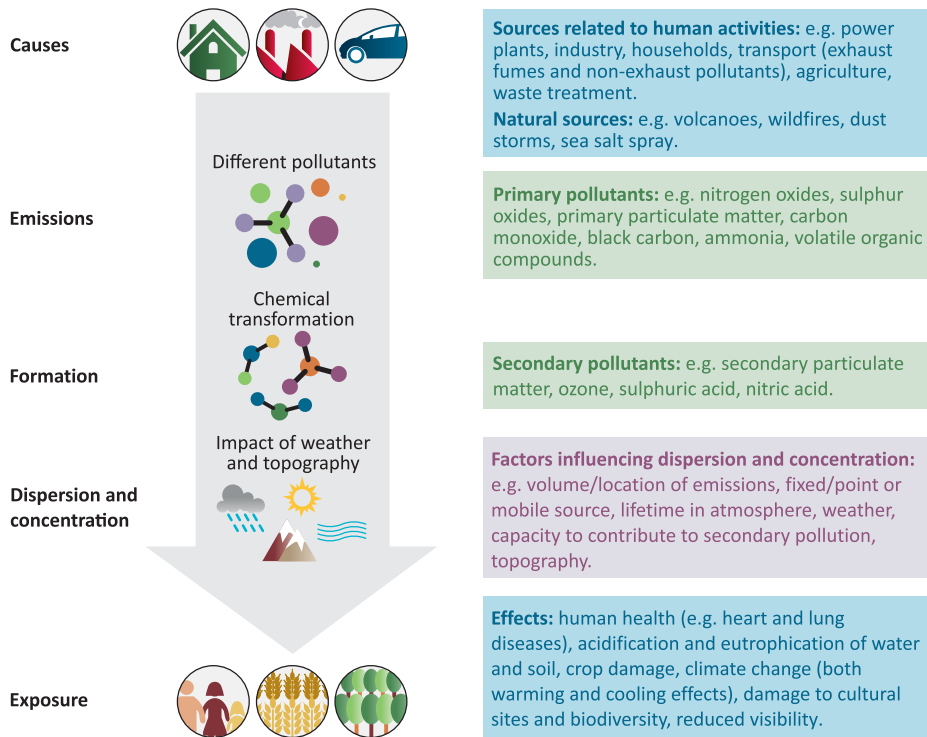 Causes
Sources related to human activities: e.g. power
plants, industry, households, transport (exhaust
fumes and non-exhaust pollutants), agriculture,
waste treatment.
Natural sources: e.g. volcanoes, wildfires, dust
storms, sea salt spray.
Different pollutants
Emissions
Primary pollutants: e.g. nitrogen oxides, sulphur
oxides, primary particulate matter, carbon
monoxide, black carbon, ammonia, volatile organic
compounds.
Chemical
transformation
Formation
Secondary pollutants: e.g. secondary particulate
matter, ozone, sulphuric acid, nitric acid.
Impact of weather
and topography
Dispersion and
concentration
Factors influencing dispersion and concentration:
e.g. volume/location of emissions, fixed/point or
mobile source, lifetime in atmosphere, weather,
capacity to contribute to secondary pollution,
topography.
Exposure
Effects: human health (e.g. heart and lung
diseases), acidification and eutrophication of water
and soil, crop damage, climate change (both
warming and cooling effects), damage to cultural
sites and biodiversity, reduced visibility.